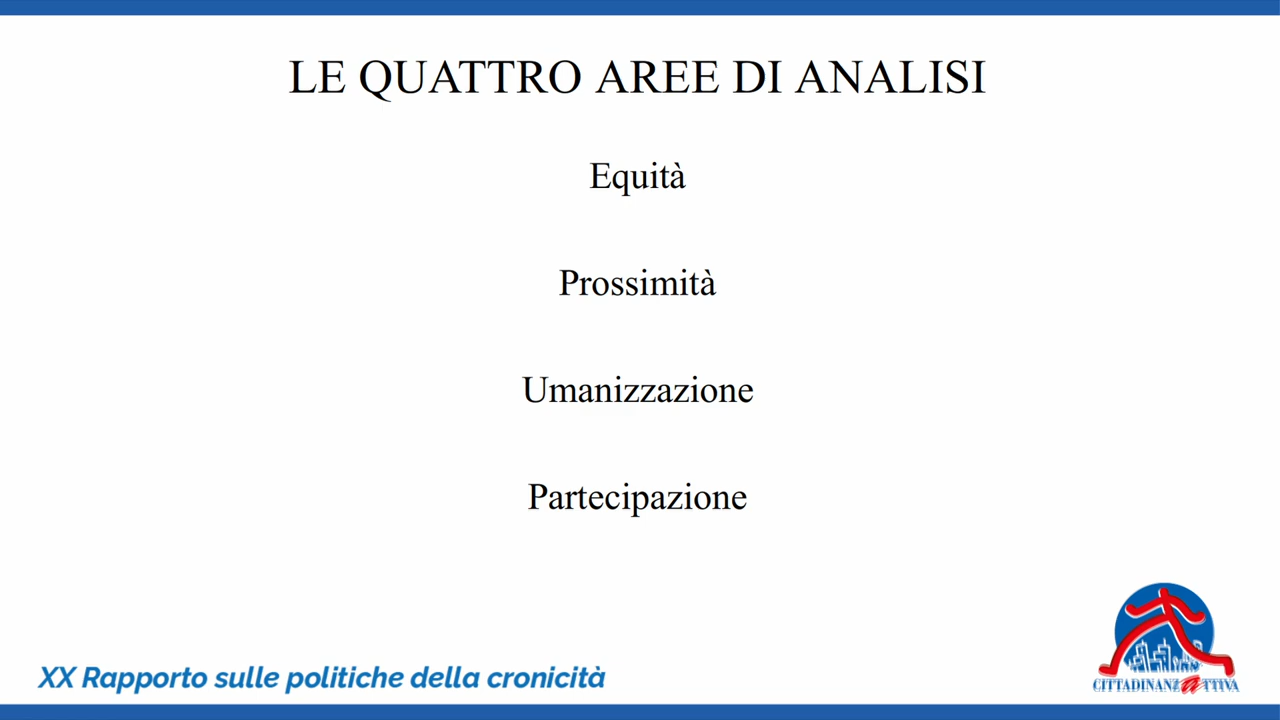 LE QUATTRO AREE DI ANALISI
Equità
Prossimità
Umanizzazione
Partecipazione
XX Rapporto sulle politiche della cronicità
CITTADINANZATTIVA